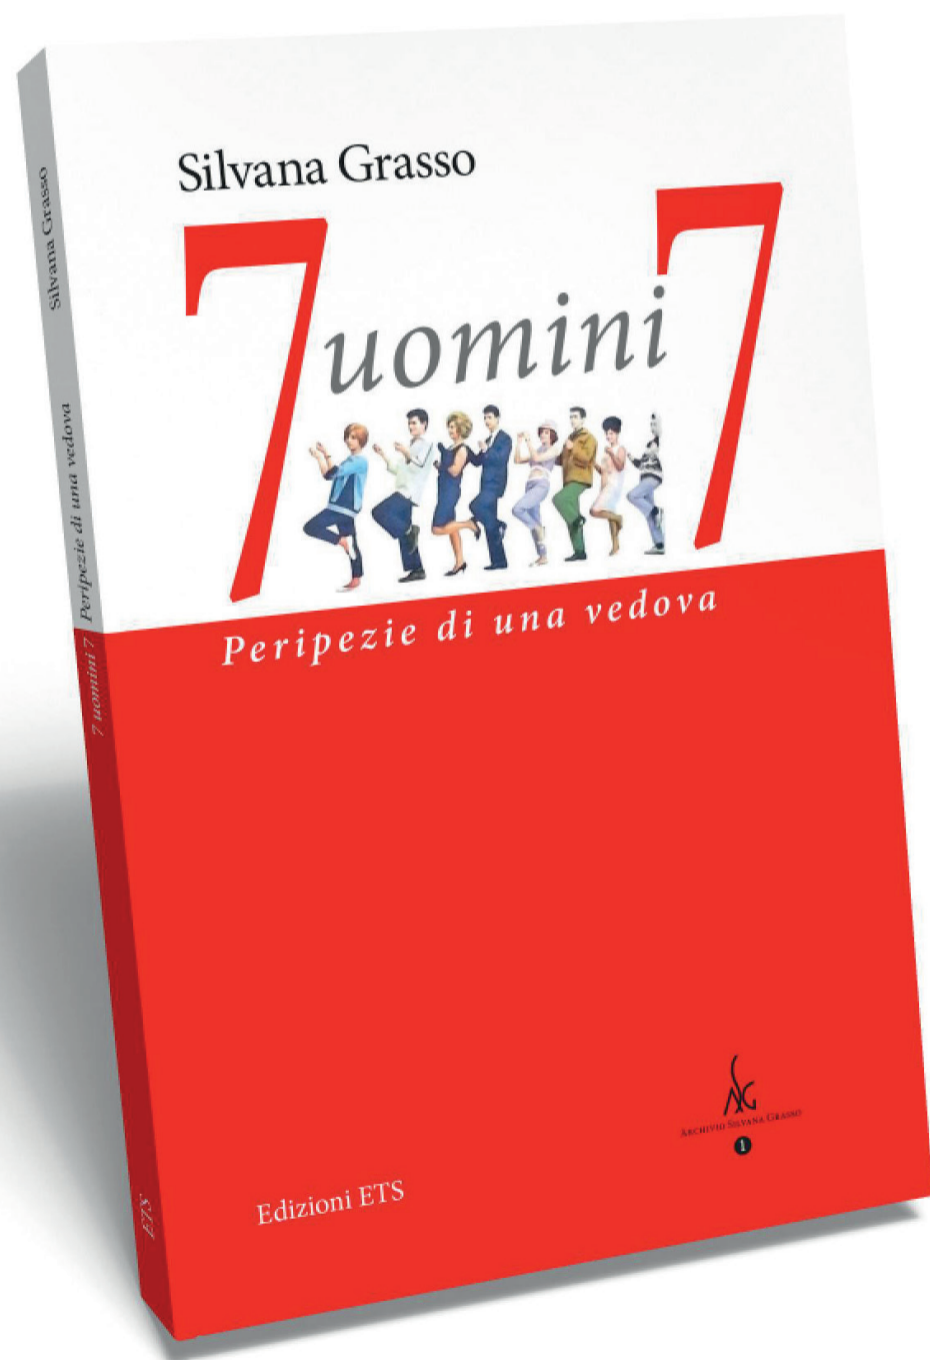 Silvana Grasso
7 uomini 7
Peripezie di una vedova
ASG
ARCHIVIO SILVANA GRASSO
1
Edizioni ETS
Silvana Grasso
Peripezie di una vedova
7 uomini 7
ETS